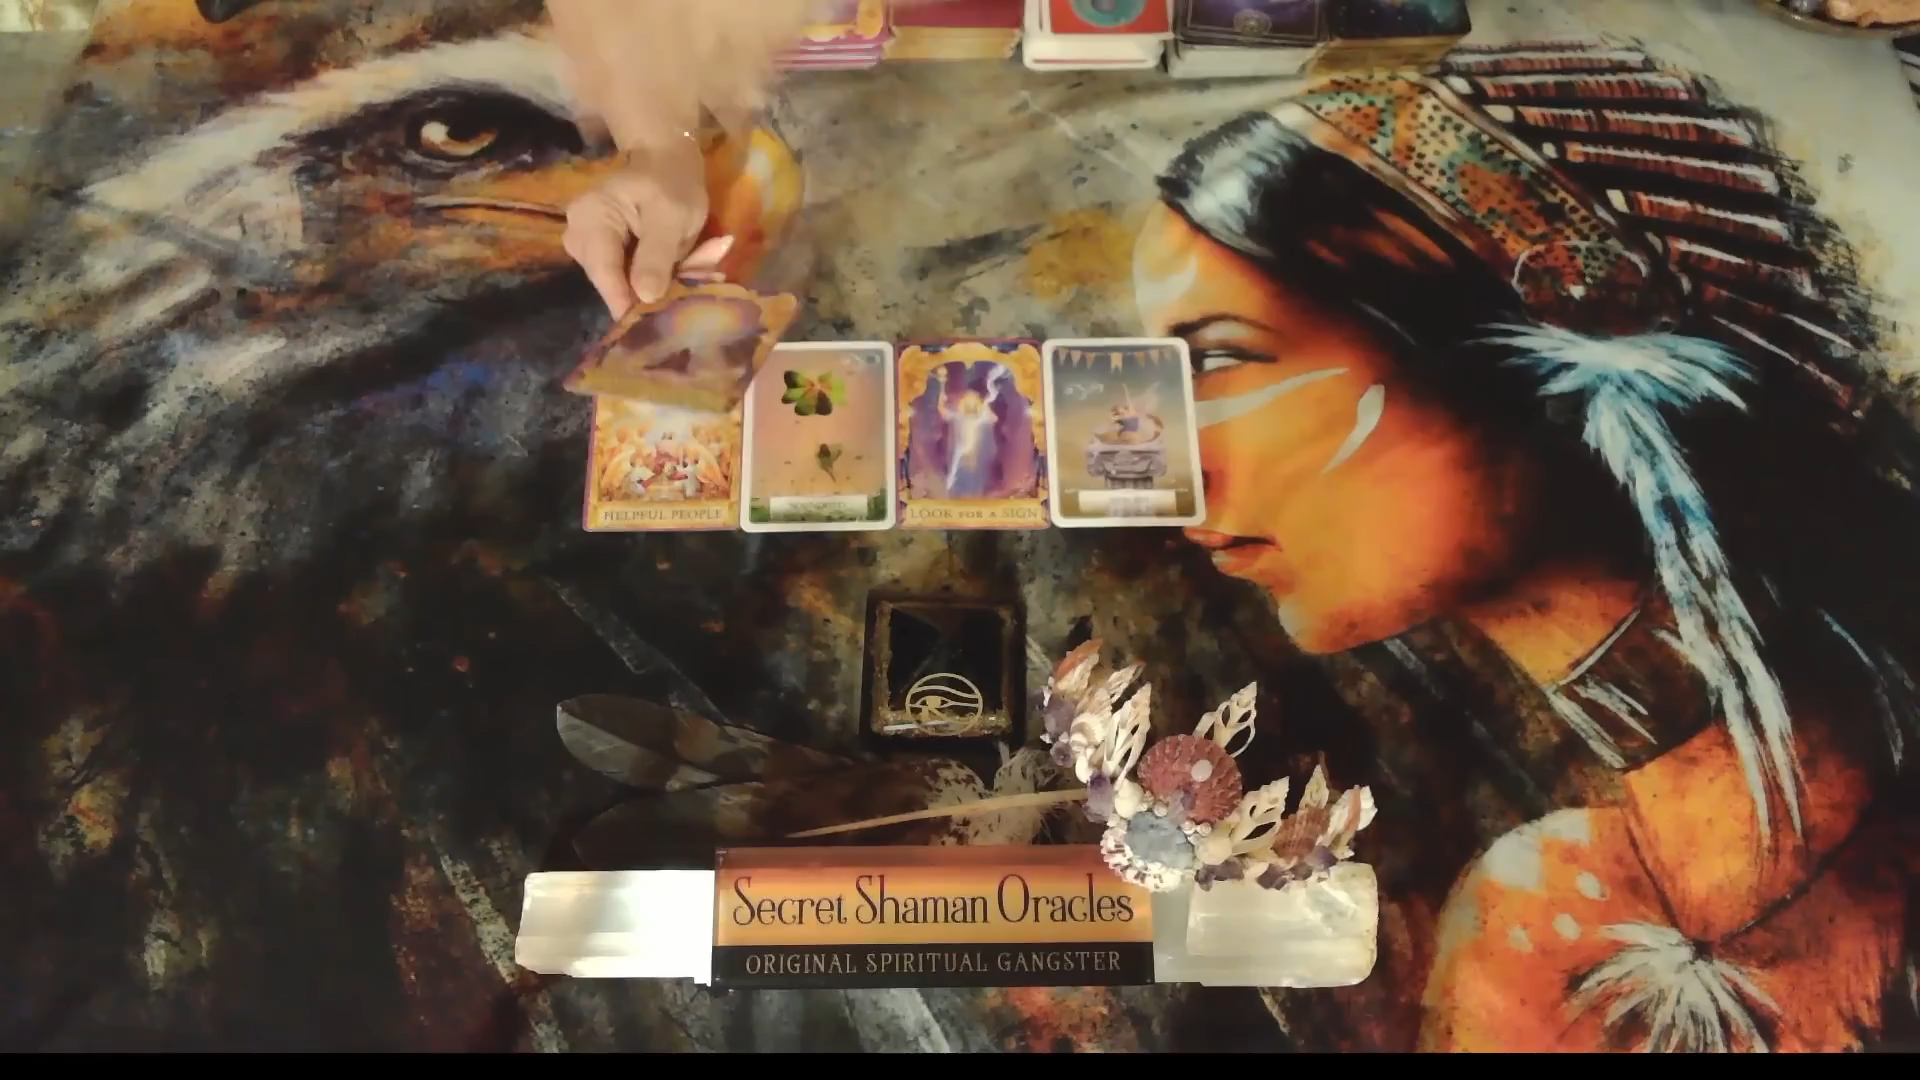 HELPFUL PEOPLE
LOOK FOR A SIGN
Secret Shaman Oracles
ORIGINAL SPIRITUAL GANGSTER